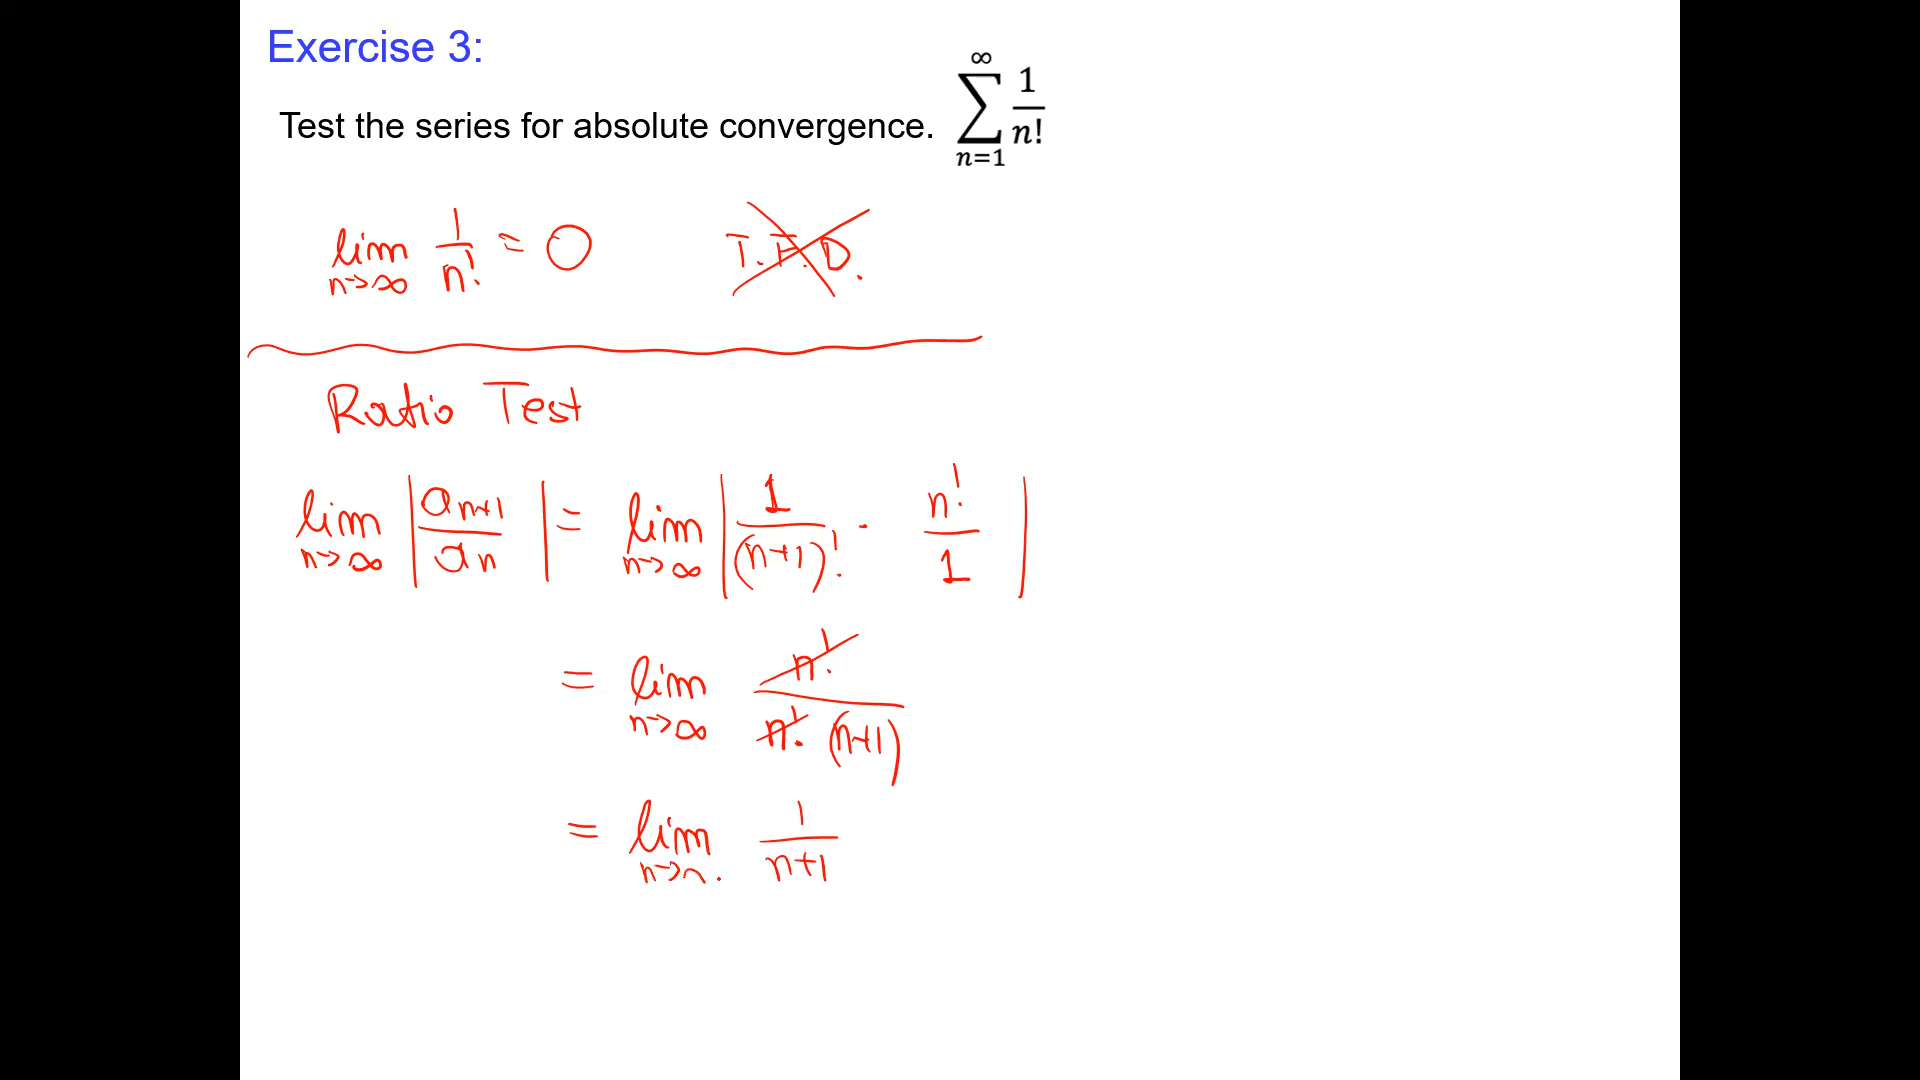 Exercise 3:
Test the series for absolute convergence. ∑_{n=1}^{∞} 1/n!
lim_{n→∞} 1/n! = 0 T.F.D.
Ratio Test
lim_{n→∞} |a_{n+1}/a_n| = lim_{n→∞} |1/(n+1)! · n!/1|
= lim_{n→∞} n!/(n! (n+1))
= lim_{n→} 1/(n+1)